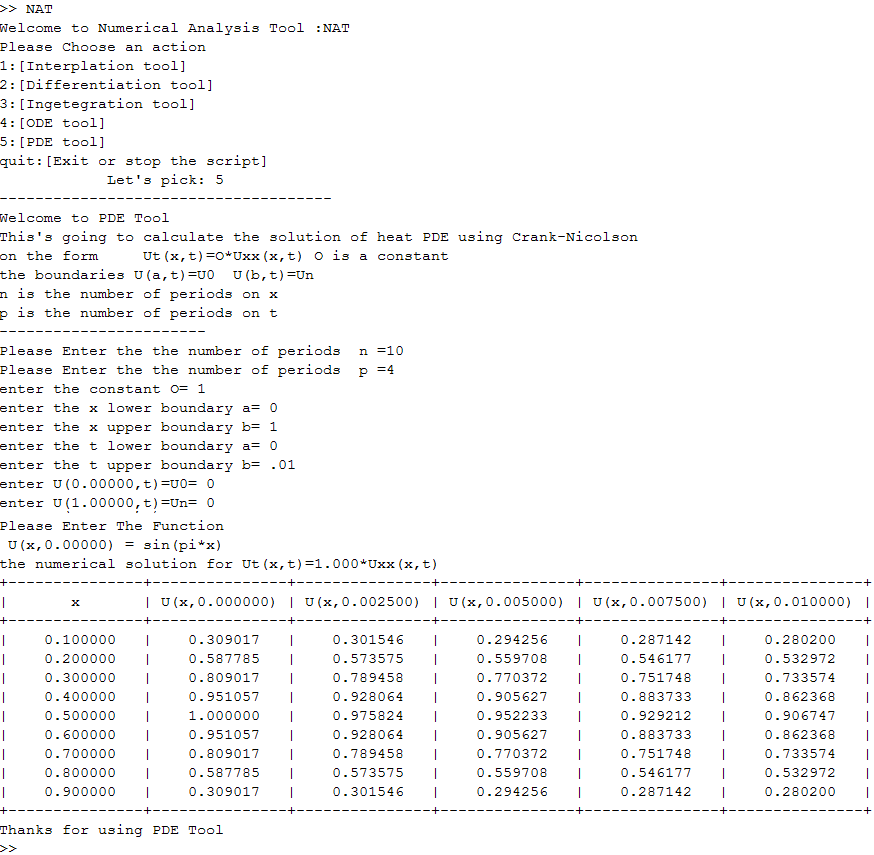 >> NAT
Welcome to Numerical Analysis Tool :NAT
Please Choose an action
1:[Interplation tool]
2:[Differentiation tool]
3:[Ingetegration tool]
4:[ODE tool]
5:[PDE tool]
quit:[Exit or stop the script]
            Let's pick: 5
-------------------------------------
Welcome to PDE Tool
This's going to calculate the solution of heat PDE using Crank-Nicolson
on the form     Ut(x,t)=O*Uxx(x,t) O is a constant
the boundaries U(a,t)=U0  U(b,t)=Un
n is the number of periods on x
p is the number of periods on t
-----------------------
Please Enter the the number of periods  n =10
Please Enter the the number of periods  p =4
enter the constant O= 1
enter the x lower boundary a= 0
enter the x upper boundary b= 1
enter the t lower boundary a= 0
enter the t upper boundary b= .01
enter U(0.00000,t)=U0= 0
enter U(1.00000,t)=Un= 0
Please Enter The Function
 U(x,0.00000) = sin(pi*x)
the numerical solution for Ut(x,t)=1.000*Uxx(x,t)
+---------------+---------------+---------------+---------------+---------------+---------------+
|       x       | U(x,0.000000) | U(x,0.002500) | U(x,0.005000) | U(x,0.007500) | U(x,0.010000) |
+---------------+---------------+---------------+---------------+---------------+---------------+
|    0.100000   |    0.309017   |    0.301546   |    0.294256   |    0.287142   |    0.280200   |
|    0.200000   |    0.587785   |    0.573575   |    0.559708   |    0.546177   |    0.532972   |
|    0.300000   |    0.809017   |    0.789458   |    0.770372   |    0.751748   |    0.733574   |
|    0.400000   |    0.951057   |    0.928064   |    0.905627   |    0.883733   |    0.862368   |
|    0.500000   |    1.000000   |    0.975824   |    0.952233   |    0.929212   |    0.906747   |
|    0.600000   |    0.951057   |    0.928064   |    0.905627   |    0.883733   |    0.862368   |
|    0.700000   |    0.809017   |    0.789458   |    0.770372   |    0.751748   |    0.733574   |
|    0.800000   |    0.587785   |    0.573575   |    0.559708   |    0.546177   |    0.532972   |
|    0.900000   |    0.309017   |    0.301546   |    0.294256   |    0.287142   |    0.280200   |
+---------------+---------------+---------------+---------------+---------------+---------------+
Thanks for using PDE Tool
>>